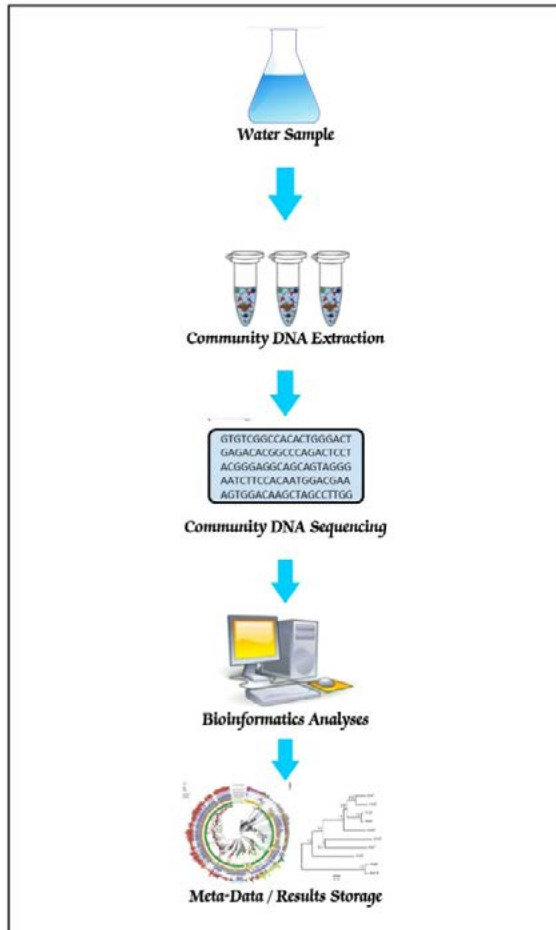 Water Sample
Community DNA Extraction
GTGTCGGCCACACTGGGACT
GAGACACGGCCCAGACTCCT
ACGGGAGGCAGCAGTAGGG
AATCTTCCACAATGGACGAA
AGTGGACAAGCTAGCCTTGG
Community DNA Sequencing
Bioinformatics Analyses
Meta-Data / Results Storage